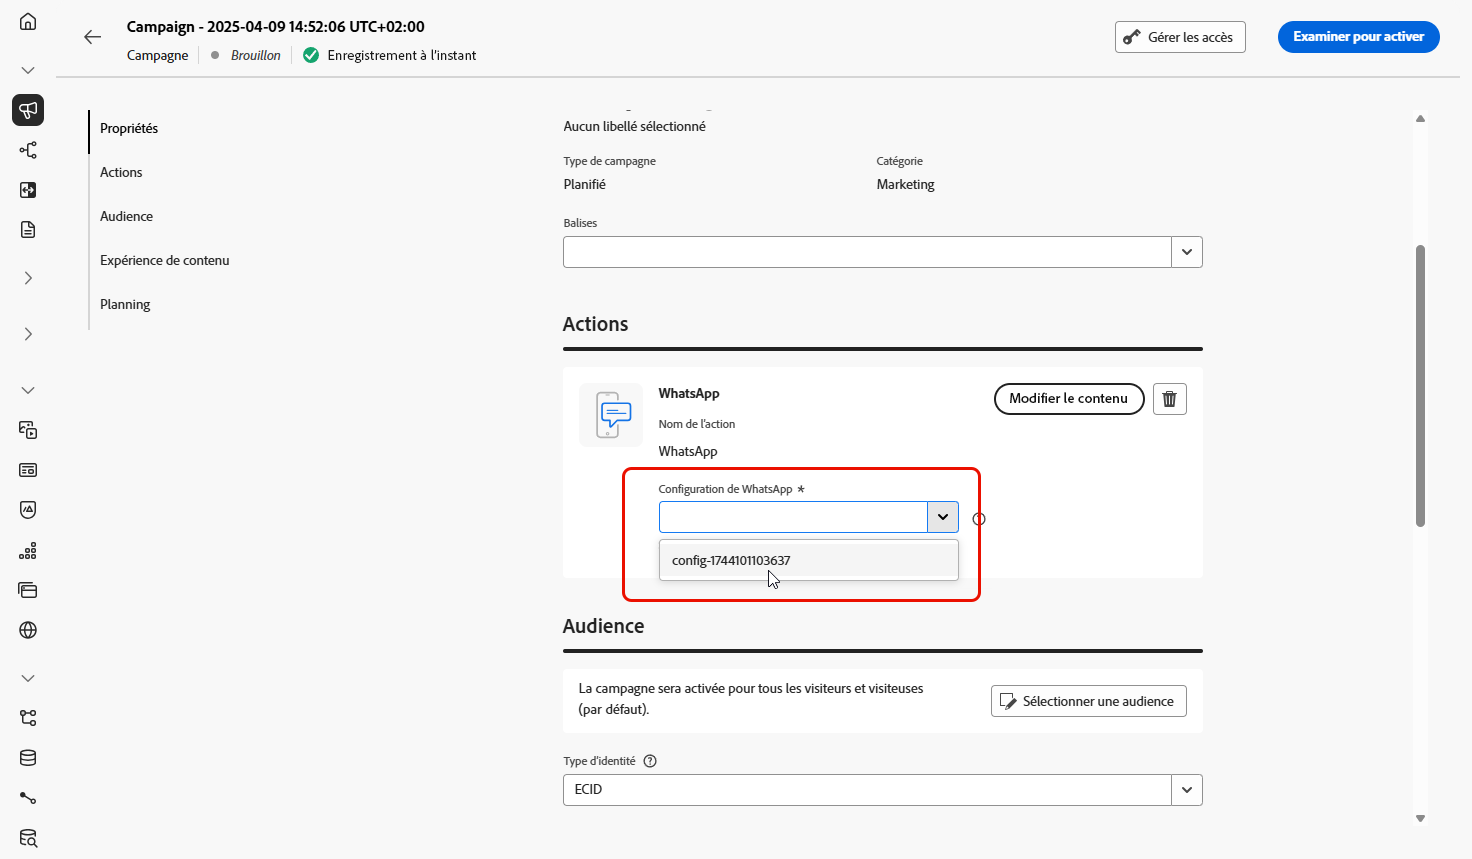 Campaign - 2025-04-09 14:52:06 UTC+02:00
Campagne
Brouillon
Enregistrement à l'instant
Gérer les accès
Examiner pour activer
Propriétés
Actions
Audience
Expérience de contenu
Planning
Aucun libellé sélectionné
Type de campagne
Catégorie
Planifié
Marketing
Balises
Actions
WhatsApp
Modifier le contenu
Nom de l'action
WhatsApp
Configuration de WhatsApp *
config-1744101103637
Audience
La campagne sera activée pour tous les visiteurs et visiteuses
(par défaut).
Sélectionner une audience
Type d'identité
ECID